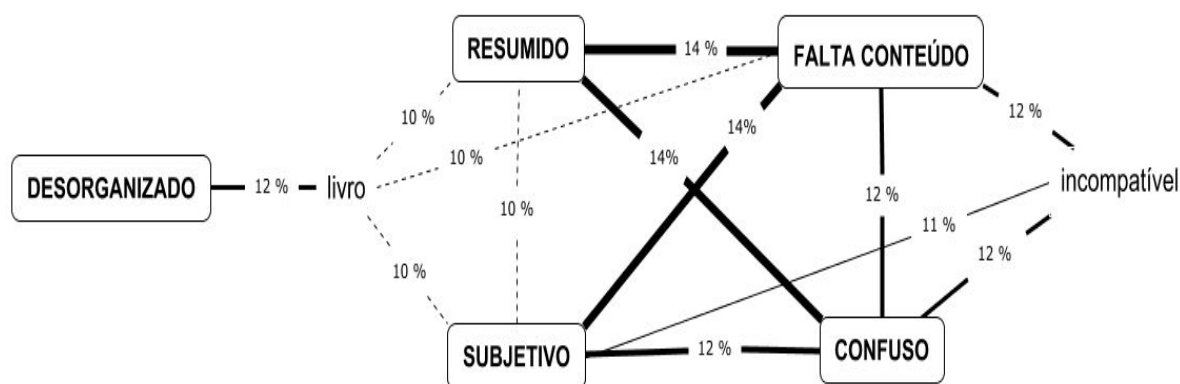 RESUMIDO
14 %
FALTA CONTEÚDO
10 %
12 %
14%
10 %
14%
DESORGANIZADO
12 %
livro
10 %
12 %
incompatível
11 %
12 %
10 %
SUBJETIVO
12 %
CONFUSO